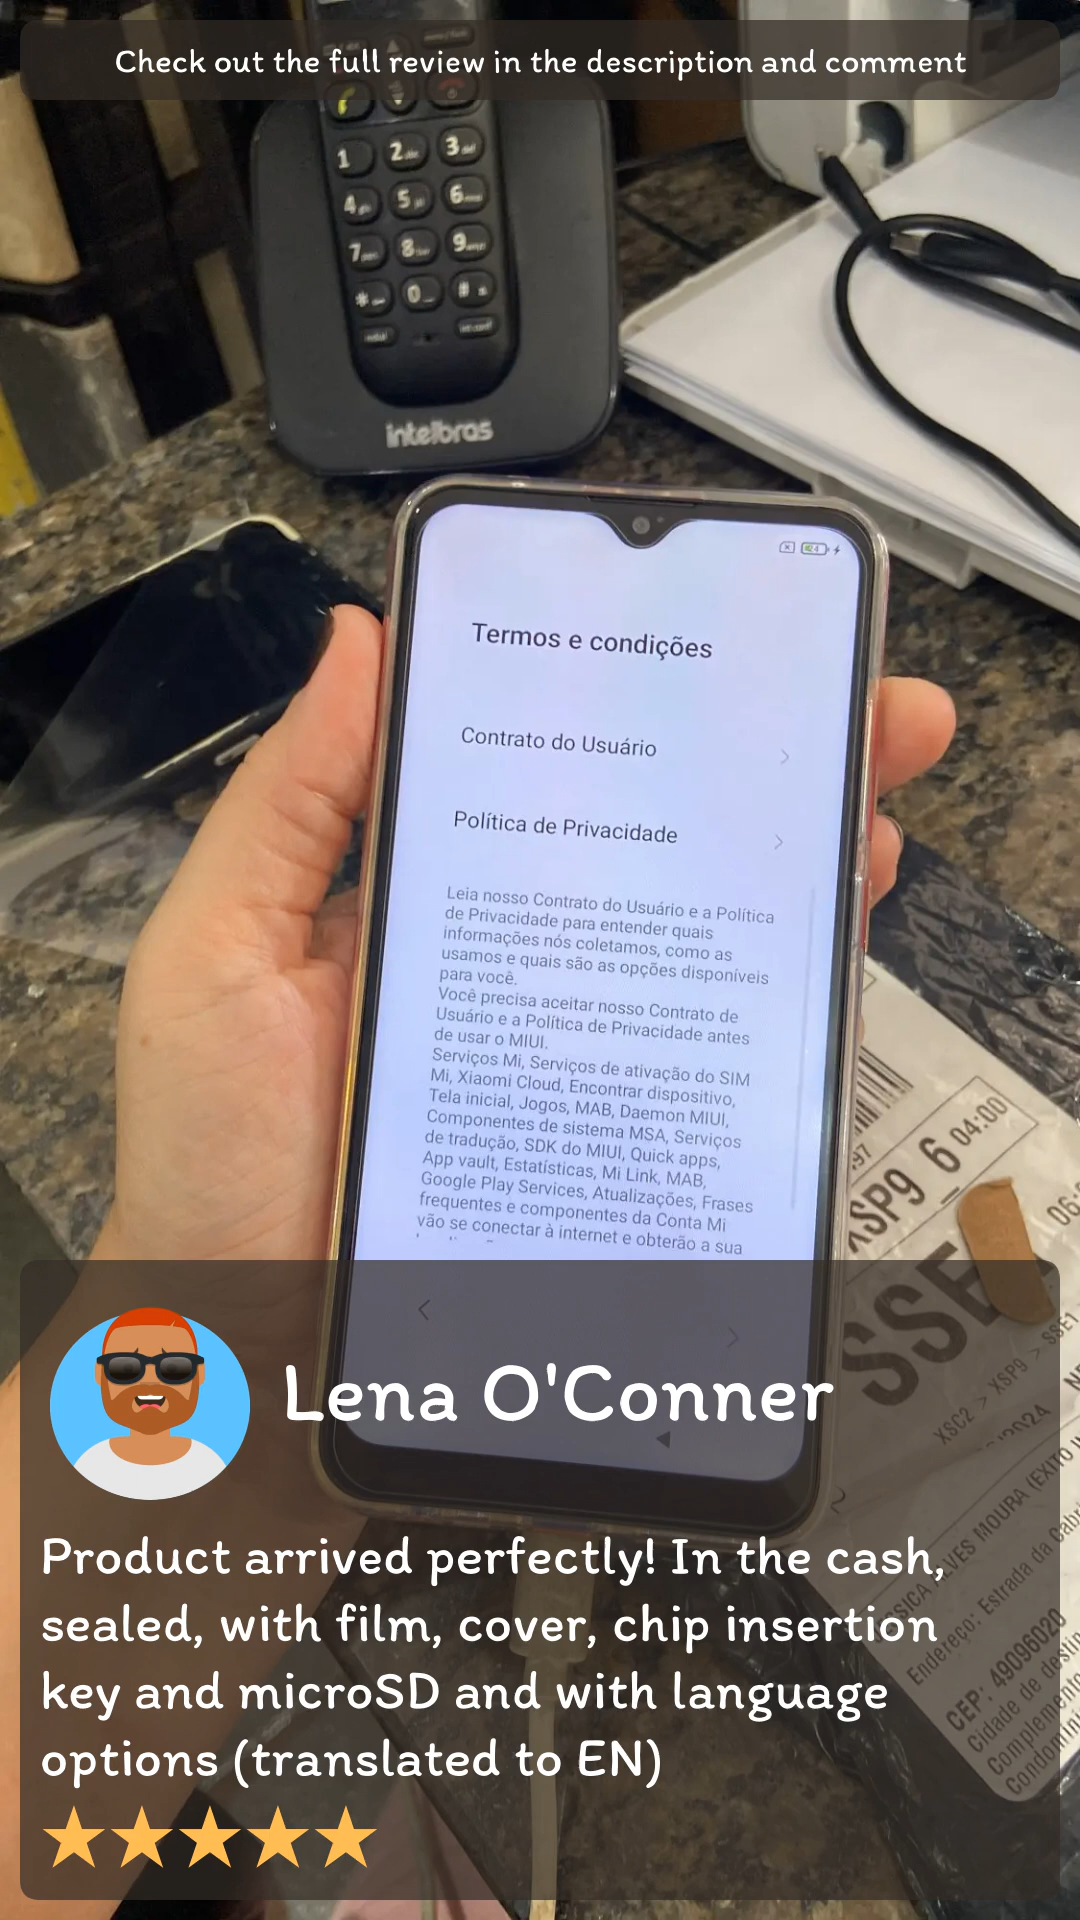 Check out the full review in the description and comment
1 2 3
4 5 6
7 8 9
* 0 #
intelbras
Termos e condições
Contrato do Usuário
Política de Privacidade
Leia nosso Contrato do Usuário e a Política
de Privacidade para entender quais
informações nós coletamos, como as
usamos e quais são as opções disponíveis
para você.
Você precisa aceitar nosso Contrato de
Usuário e a Política de Privacidade antes
de usar o MIUI.
Serviços Mi, Serviços de ativação do SIM
Mi, Xiaomi Cloud, Encontrar dispositivo,
Tela inicial, Jogos, MAB, Daemon MIUI,
Componentes de sistema MSA, Serviços
de tradução, SDK do MIUI, Quick apps,
App vault, Estatísticas, Mi Link, MAB,
Google Play Services, Atualizações, Frases
frequentes e componentes da Conta Mi
vão se conectar à internet e obterão a sua
XSP9 6 04:00
SSE
XSC2 > XSP9 > SSE1
ALVES MOURA
Endereço: Estrada da
CEP: 49096020
Cidade de
Lena O'Conner
Product arrived perfectly! In the cash,
sealed, with film, cover, chip insertion
key and microSD and with language
options (translated to EN)